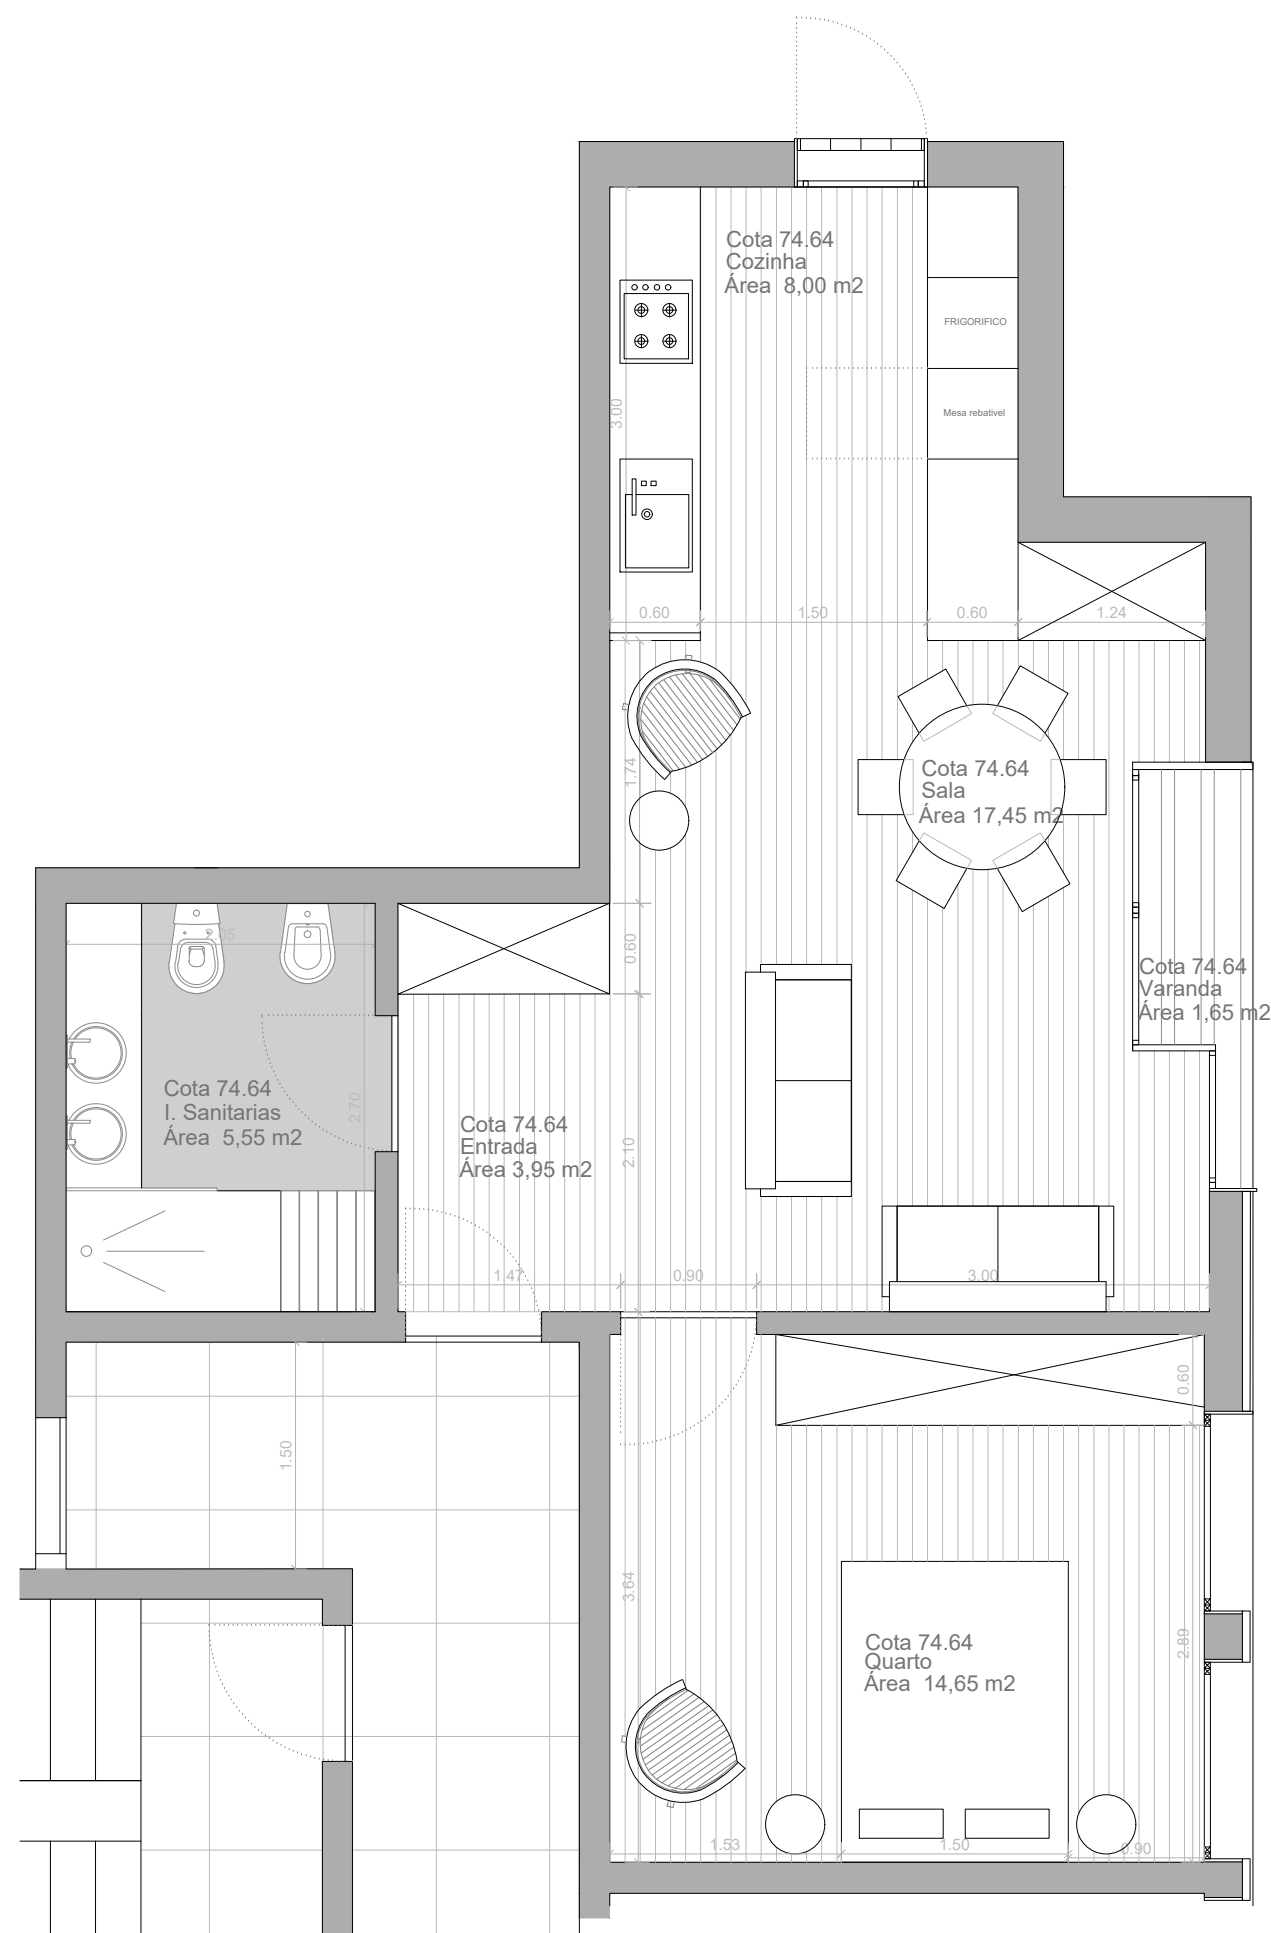 Cota 74.64
Cozinha
Área  8,00 m2
FRIGORIFICO
3.00
Mesa rebativel
0.60
1.50
0.60
1.24
1.74
Cota 74.64
Sala
Área 17,45 m2
2.05
0.60
Cota 74.64
Varanda
Área 1,65 m2
Cota 74.64
I. Sanitarias
Área  5,55 m2
2.70
Cota 74.64
Entrada
Área 3,95 m2
2.10
1.47
0.90
3.00
0.60
1.50
3.64
Cota 74.64
Quarto
Área  14,65 m2
2.89
1.53
1.50
0.90